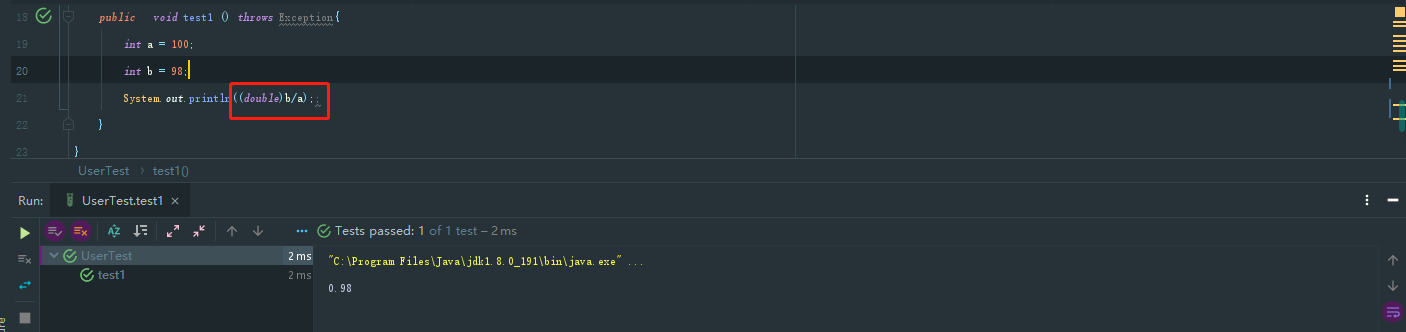 18 public void test1 () throws Exception{
19 int a = 100;
20 int b = 98;
21 System.out.println((double)b/a);;
22 }
23 }
UserTest > test1()
Run: UserTest.test1 ×
Tests passed: 1 of 1 test – 2 ms
UserTest 2 ms
test1 2 ms
"C:\Program Files\Java\jdk1.8.0_191\bin\java.exe" ...
0.98